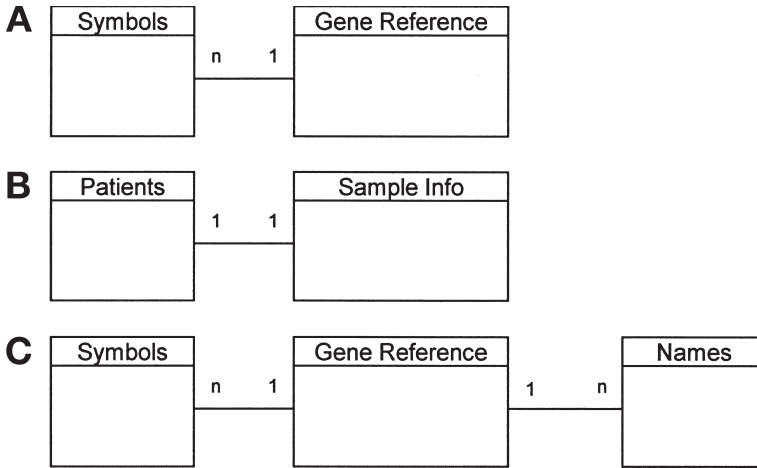 A
Symbols
Gene Reference
n
1
B
Patients
Sample Info
1
1
C
Symbols
Gene Reference
Names
n
1
1
n